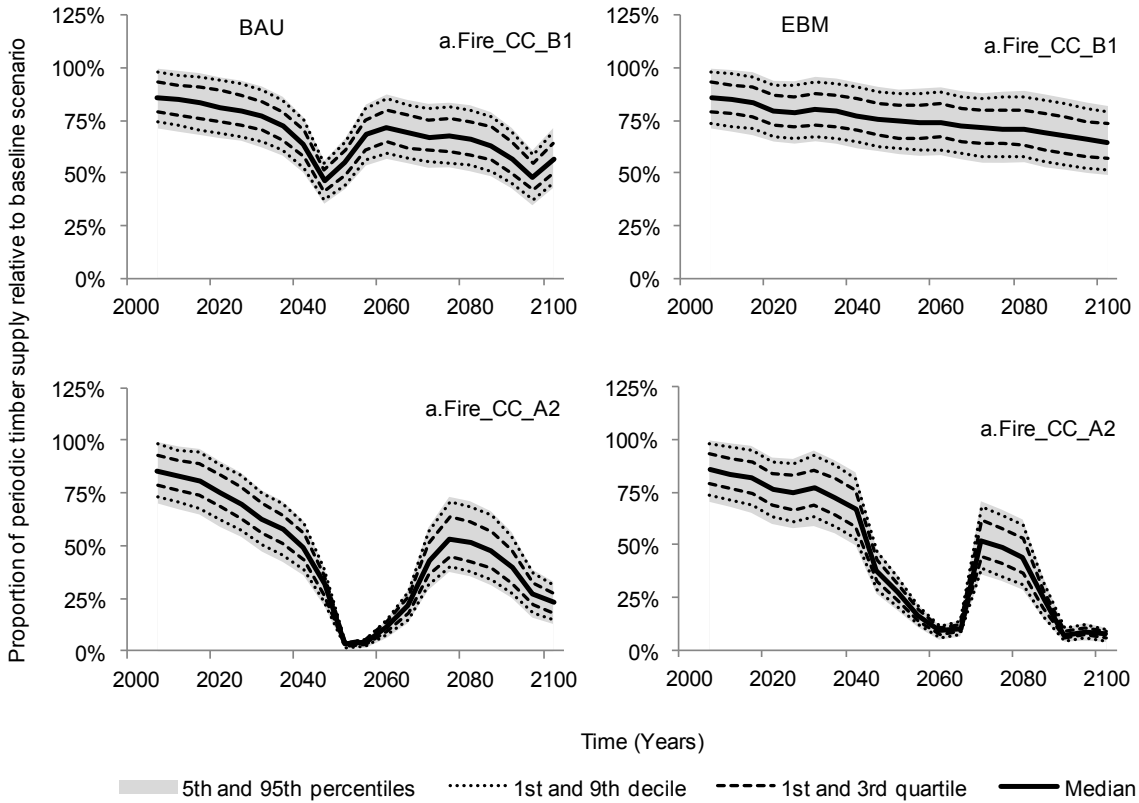 Proportion of periodic timber supply relative to baseline scenario
BAU
a.Fire_CC_B1
125%
100%
75%
50%
25%
0%
2000 2020 2040 2060 2080 2100
EBM
a.Fire_CC_B1
125%
100%
75%
50%
25%
0%
2000 2020 2040 2060 2080 2100
a.Fire_CC_A2
125%
100%
75%
50%
25%
0%
2000 2020 2040 2060 2080 2100
a.Fire_CC_A2
125%
100%
75%
50%
25%
0%
2000 2020 2040 2060 2080 2100
Time (Years)
5th and 95th percentiles 1st and 9th decile 1st and 3rd quartile Median